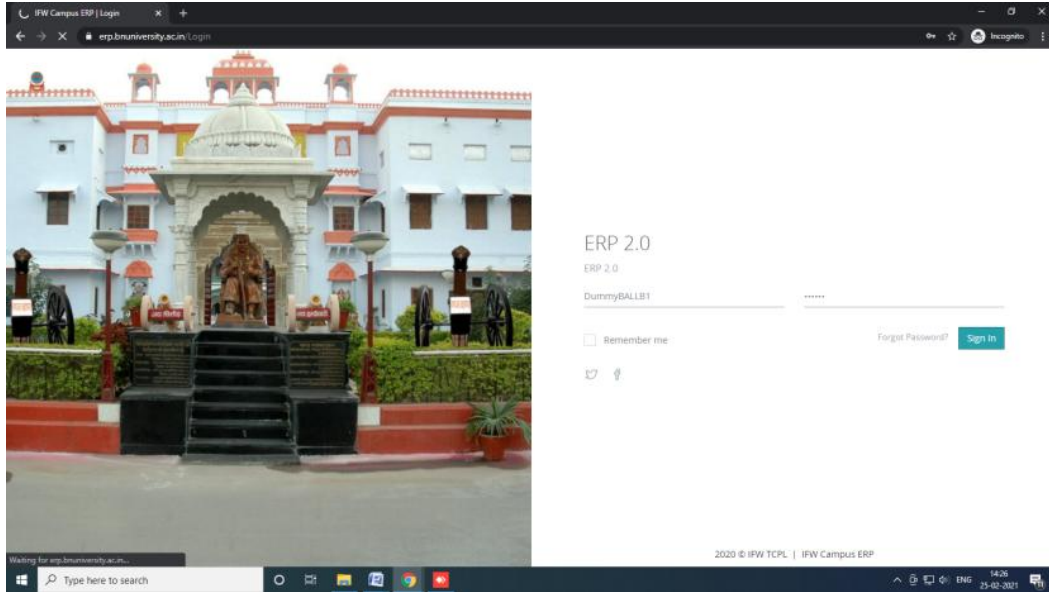 IFW Campus ERP | Login
erp.bnuniversity.ac.in/Login
Incognito
ERP 2.0
ERP 2.0
DummyBALLB1
••••••
Remember me
Forgot Password?
Sign In
2020 © IFW TCPL | IFW Campus ERP
Waiting for erp.bnuniversity.ac.in...
Type here to search
ENG
14:26
25-02-2021